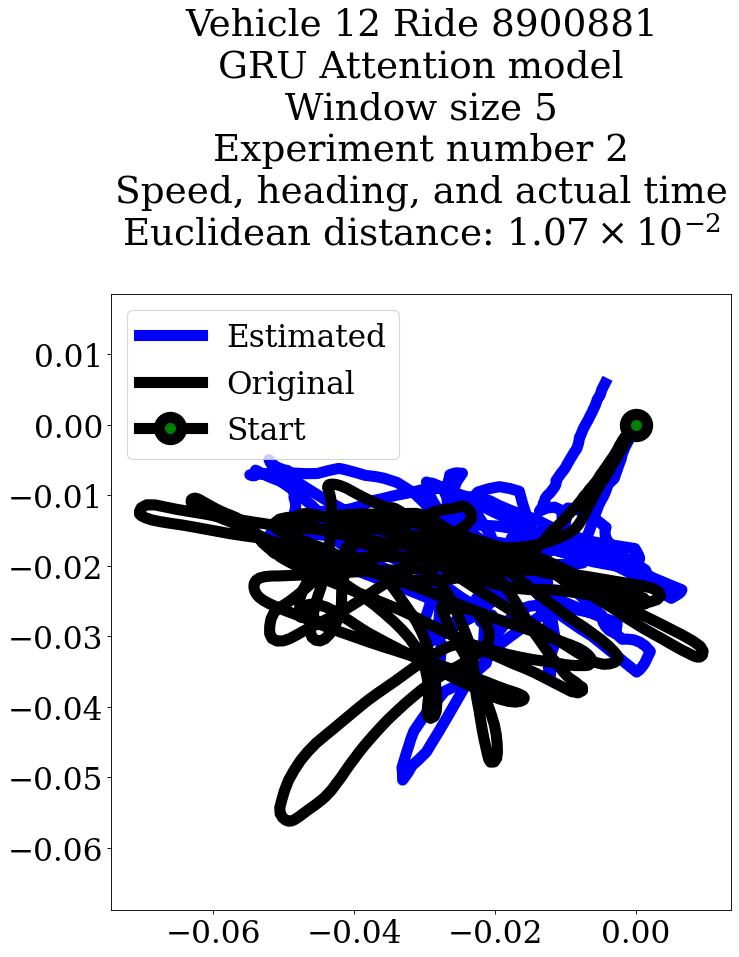 Vehicle 12 Ride 8900881
GRU Attention model
Window size 5
Experiment number 2
Speed, heading, and actual time
Euclidean distance: 1.07 × 10⁻²
Estimated
Original
Start
0.01
0.00
−0.01
−0.02
−0.03
−0.04
−0.05
−0.06
−0.06 −0.04 −0.02 0.00